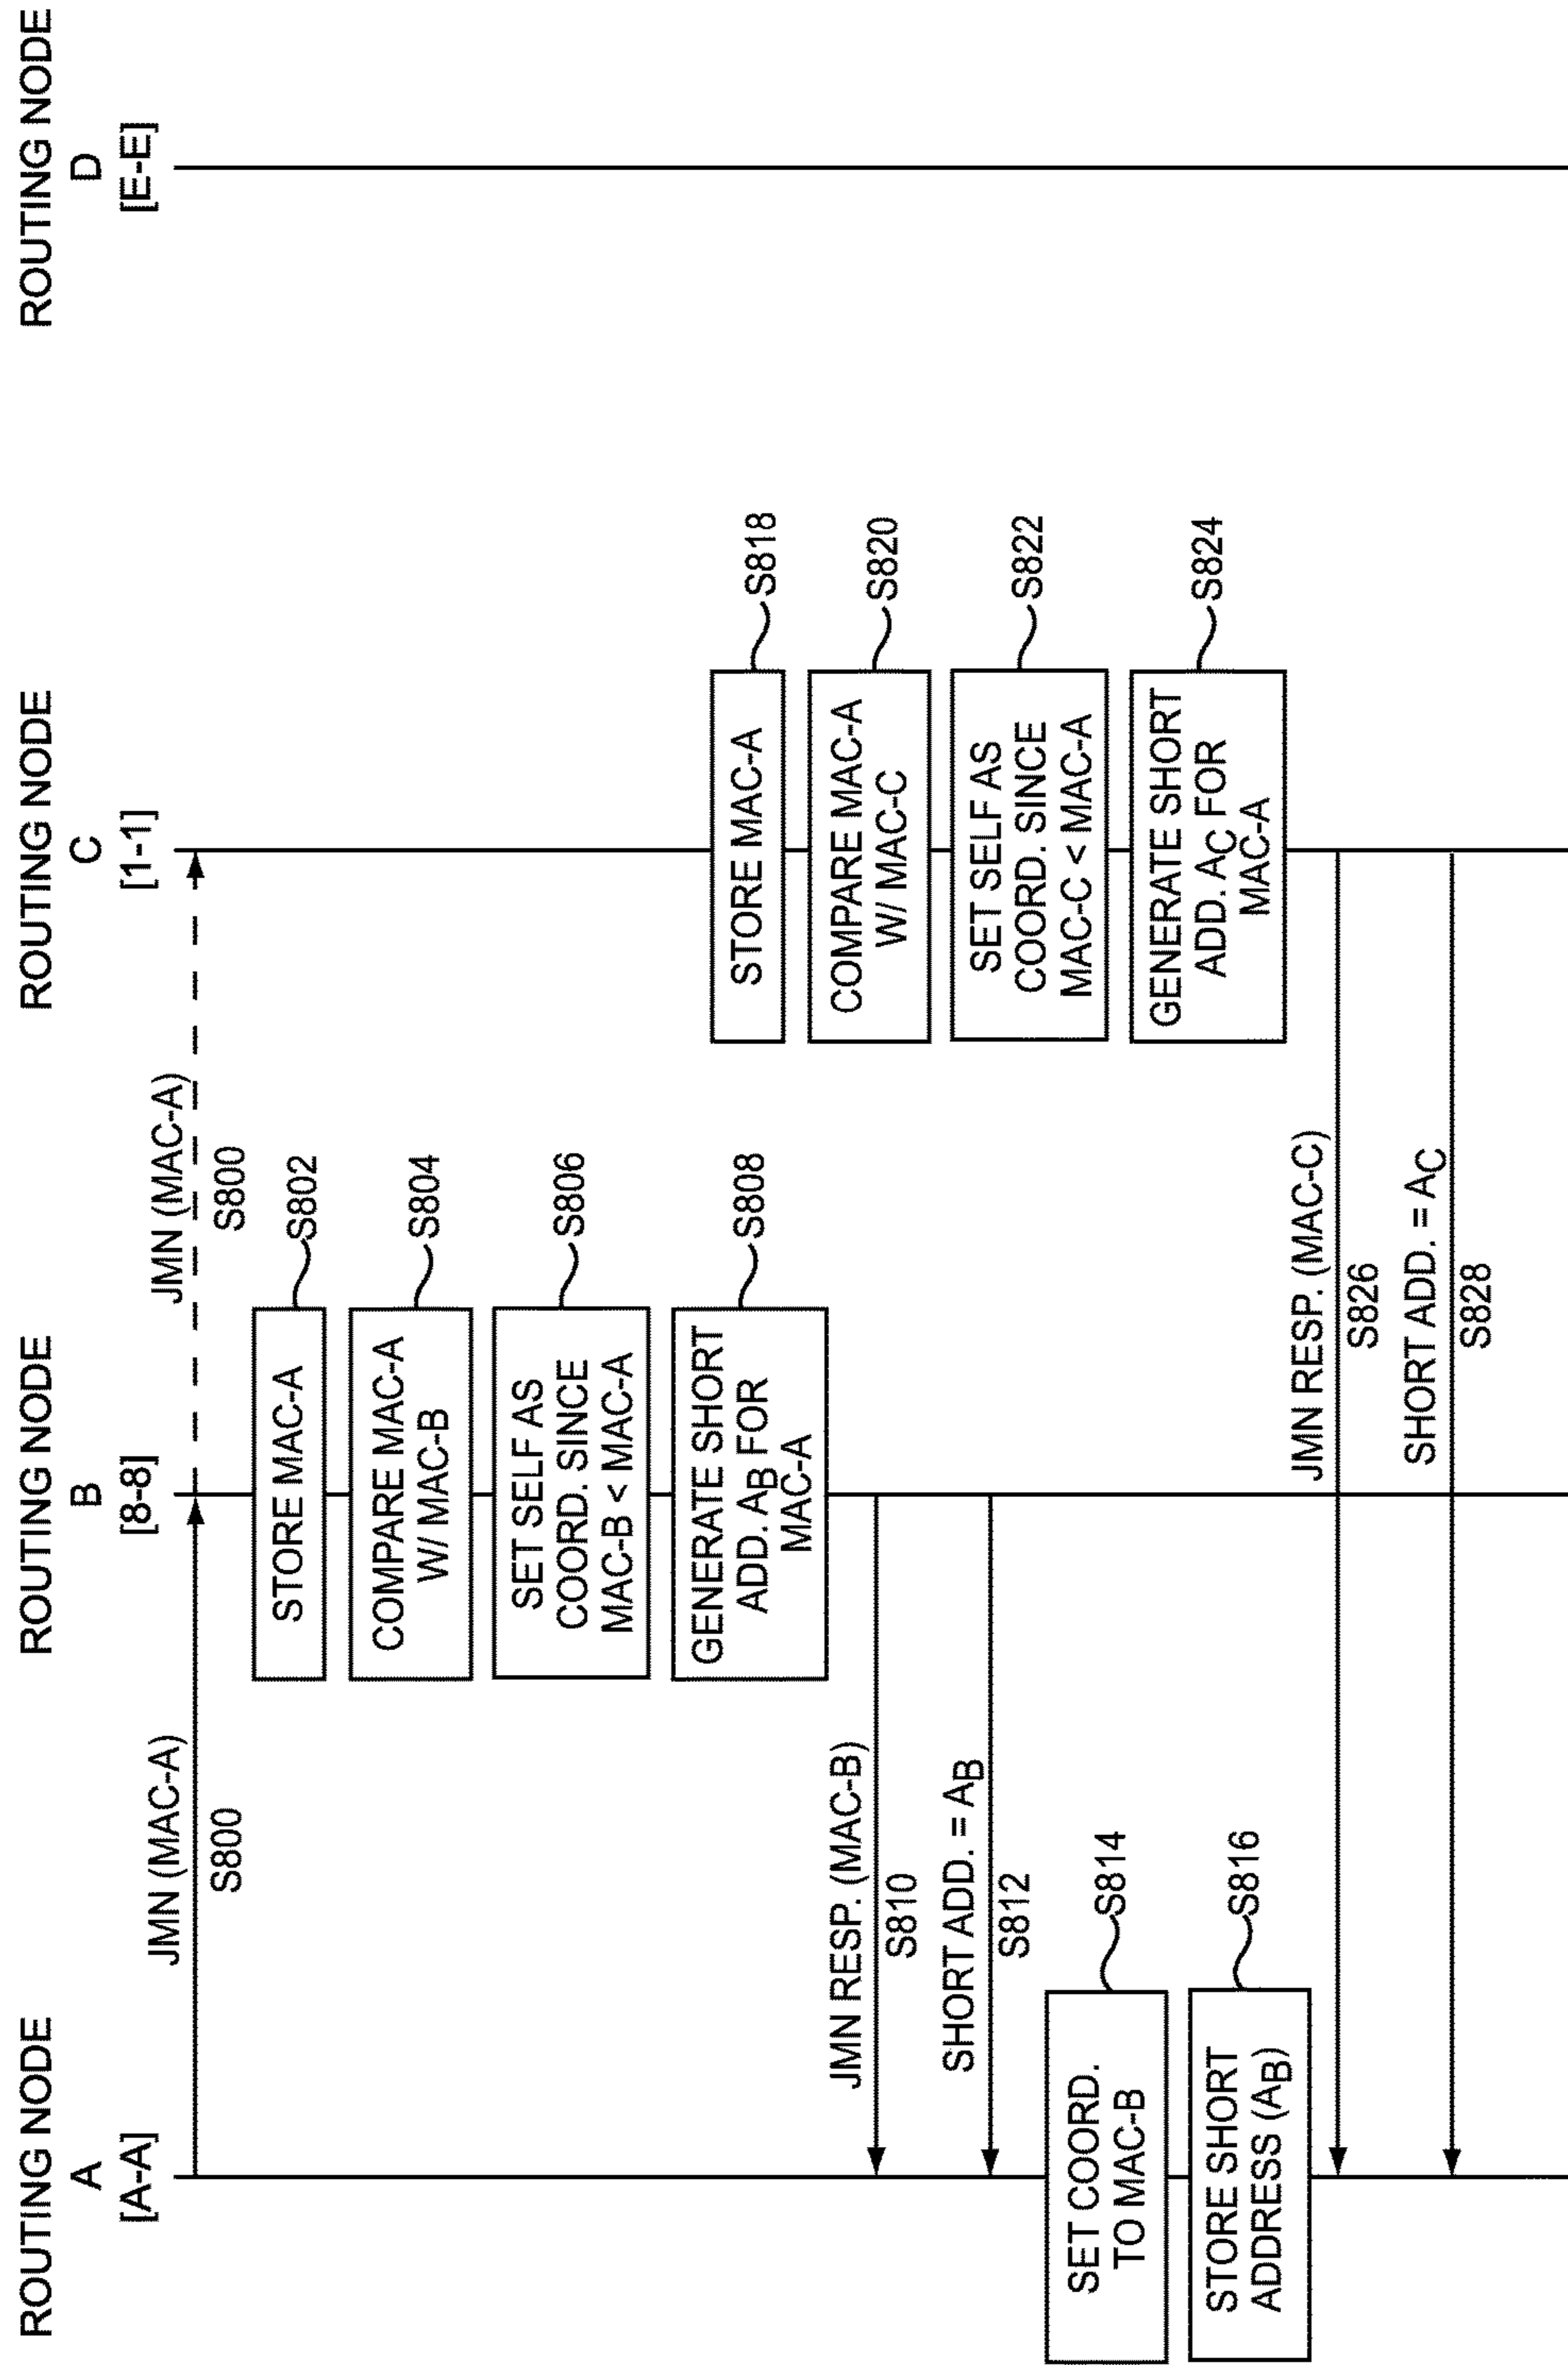 ROUTING NODE
A
[A-A]
ROUTING NODE
B
[8-8]
ROUTING NODE
C
[1-1]
ROUTING NODE
D
[E-E]
JMN (MAC-A)
S800
JMN (MAC-A)
S800
STORE MAC-A
S802
COMPARE MAC-A
W/ MAC-B
S804
SET SELF AS
COORD. SINCE
MAC-B < MAC-A
S806
GENERATE SHORT
ADD. AB FOR
MAC-A
S808
JMN RESP. (MAC-B)
S810
SHORT ADD. = AB
S812
SET COORD.
TO MAC-B
S814
STORE SHORT
ADDRESS (AB)
S816
STORE MAC-A
S818
COMPARE MAC-A
W/ MAC-C
S820
SET SELF AS
COORD. SINCE
MAC-C < MAC-A
S822
GENERATE SHORT
ADD. AC FOR
MAC-A
S824
JMN RESP. (MAC-C)
S826
SHORT ADD. = AC
S828